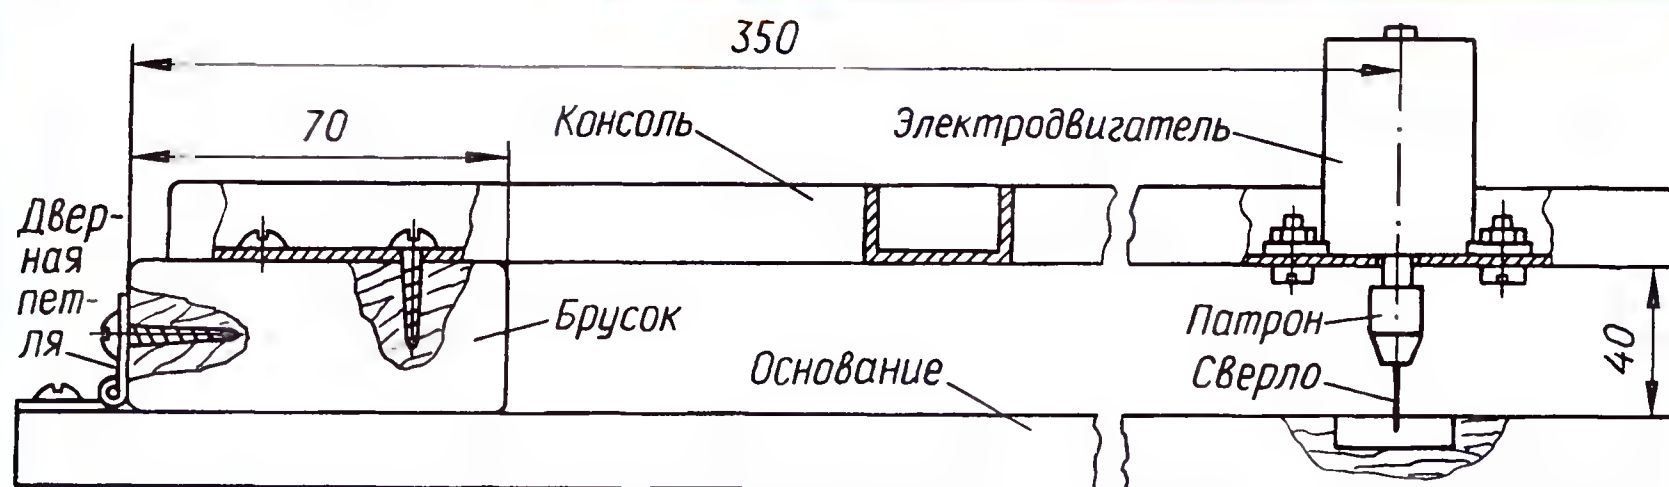 350
70
Консоль
Электродвигатель
Двер-
ная
пет-
ля
Брусок
Патрон
40
Основание
Сверло